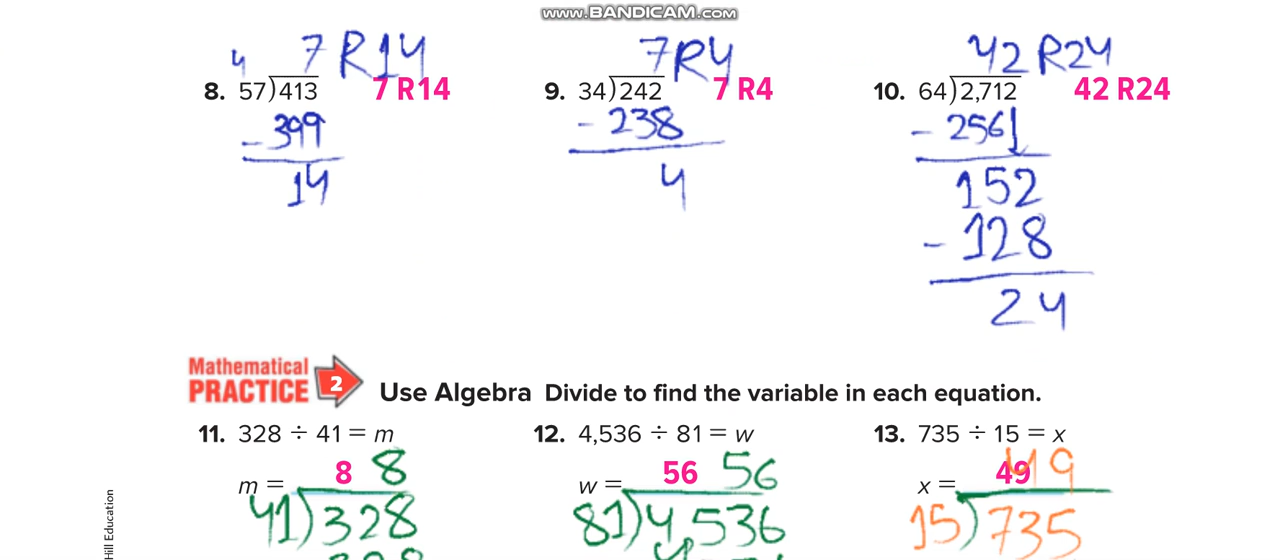 www.BANDICAM.com
4 7 R14 7R4 42 R24
8. 57)413 7 R14 9. 34)242 7 R4 10. 64)2,712 42 R24
- 399 - 238 - 256↓
14 4 152
- 128
24
Mathematical
PRACTICE 2 Use Algebra Divide to find the variable in each equation.
11. 328 ÷ 41 = m 12. 4,536 ÷ 81 = w 13. 735 ÷ 15 = x
8 8 56 56 49 49
m = w = x =
41)328 81)4,536 15)735
Hill Education